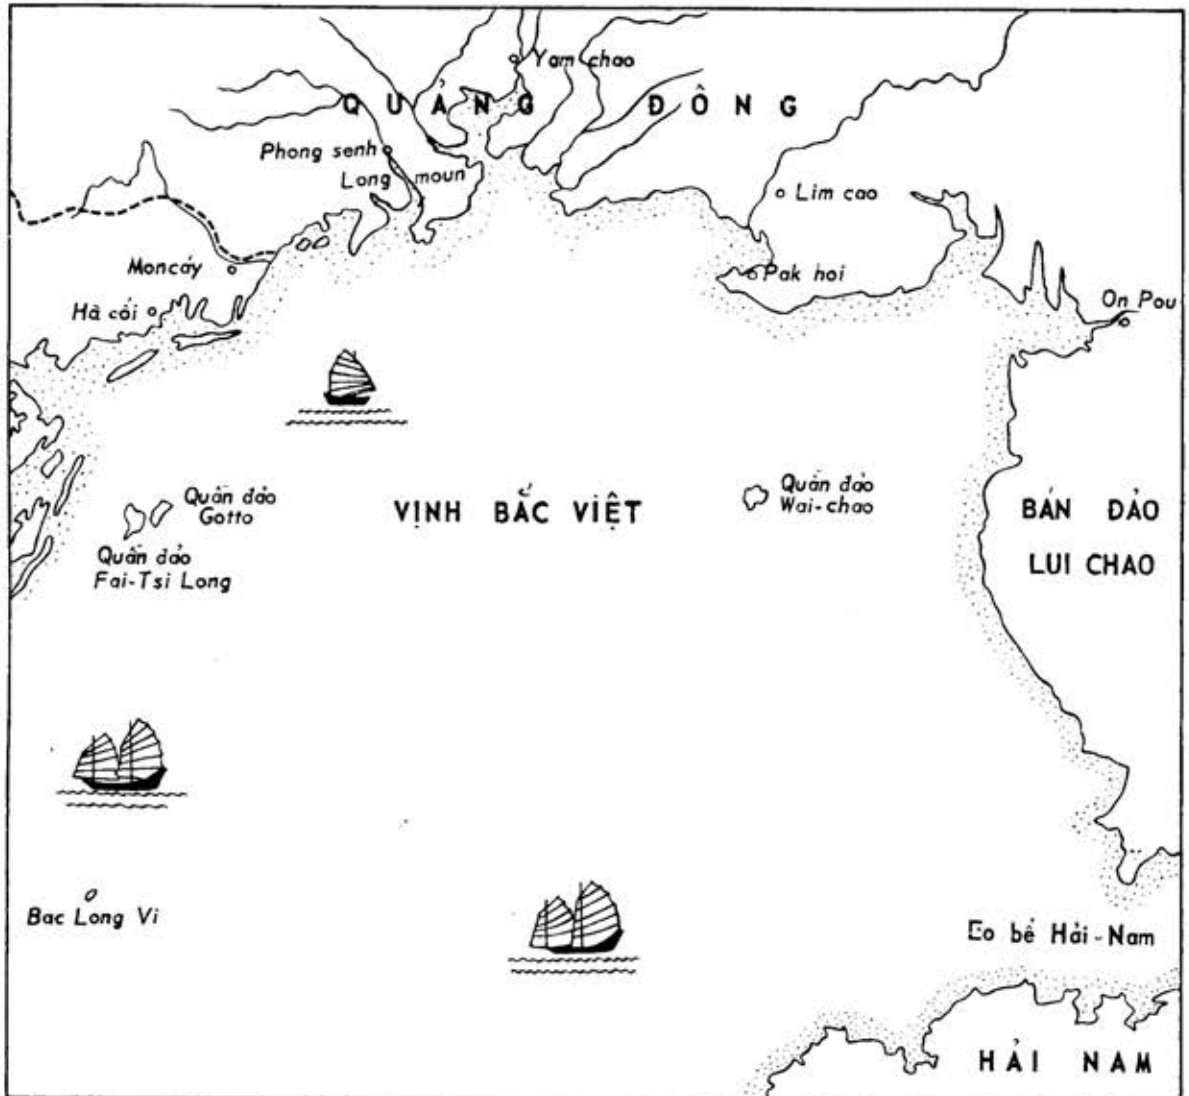 Yam chao
QUẢNG ĐÔNG
Phong senh
Long moun
Lim cao
Moncáy
Pak hoi
Hà cối
On Pou
Quần đảo
Gotto
VỊNH BẮC VIỆT
Quần đảo
Wai-chao
BÁN ĐẢO
LUI CHAO
Quần đảo
Fai-Tsi Long
Bac Long Vi
Eo bể Hải-Nam
HẢI NAM